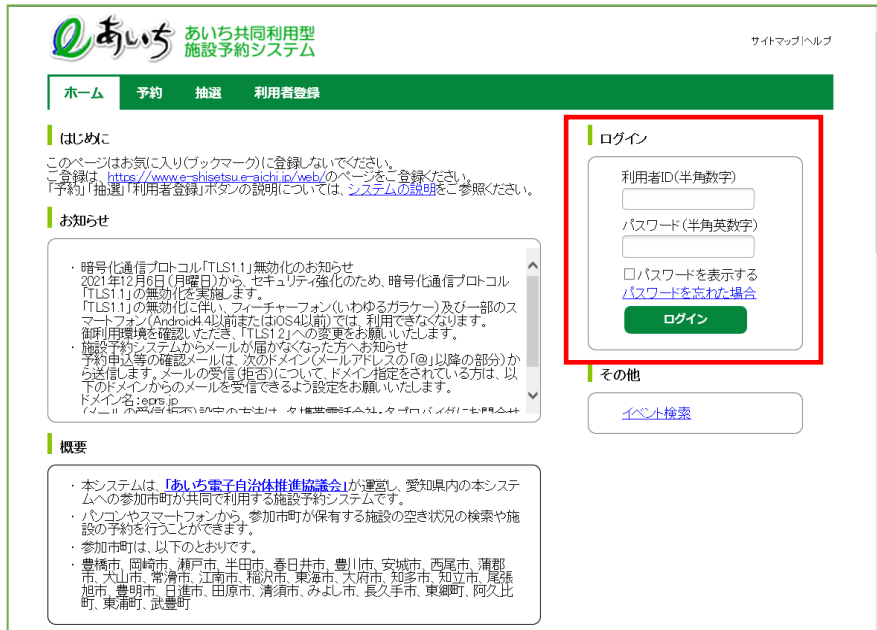 あいち
あいち共同利用型
施設予約システム
サイトマップ|ヘルプ
ホーム 予約 抽選 利用者登録
はじめに
このページはお気に入り(ブックマーク)に登録しないでください。
ご登録は、https://www.e-shisetsu.e-aichi.jp/web/のページをご登録ください。
「予約」「抽選」「利用者登録」ボタンの説明については、システムの説明をご参照ください。
お知らせ
・暗号化通信プロトコル「TLS1.1」無効化のお知らせ
2021年12月6日(月曜日)から、セキュリティ強化のため、暗号化通信プロトコル
「TLS1.1」の無効化を実施します。
「TLS1.1」の無効化に伴い、フィーチャーフォン(いわゆるガラケー)及び一部のス
マートフォン(Android4.4以前またはiOS4以前)では、利用できなくなります。
御利用環境を確認いただき、「TLS1.2」への変更をお願いいたします。
・施設予約システムからメールが届かなくなった方へお知らせ
予約申込等の確認メールは、次のドメイン(メールアドレスの「@」以降の部分)か
ら送信します。メールの受信(拒否)について、ドメイン指定をされている方は、以
下のドメインからのメールを受信できるよう設定をお願いいたします。
ドメイン名:eprs.jp
(メールの受信(拒否)設定の方法は、各携帯電話会社・各プロバイダにお問合せ
概要
・本システムは、「あいち電子自治体推進協議会」が運営し、愛知県内の本システ
ムへの参加市町が共同で利用する施設予約システムです。
・パソコンやスマートフォンから、参加市町が保有する施設の空き状況の検索や施
設の予約を行うことができます。
・参加市町は、以下のとおりです。
・豊橋市、岡崎市、瀬戸市、半田市、春日井市、豊川市、安城市、西尾市、蒲郡
市、犬山市、常滑市、江南市、稲沢市、東海市、大府市、知多市、知立市、尾張
旭市、豊明市、日進市、田原市、清須市、みよし市、長久手市、東郷町、阿久比
町、東浦町、武豊町
ログイン
利用者ID(半角数字)
パスワード(半角英数字)
パスワードを表示する
パスワードを忘れた場合
ログイン
その他
イベント検索